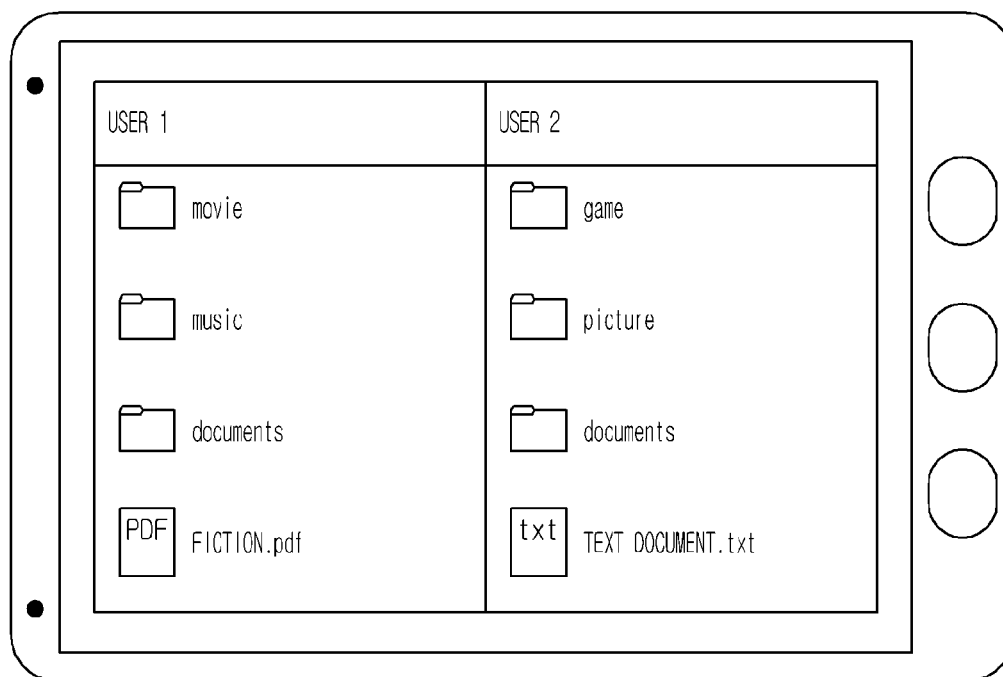 USER 1
USER 2
movie
game
music
picture
documents
documents
PDF
FICTION.pdf
txt
TEXT DOCUMENT.txt